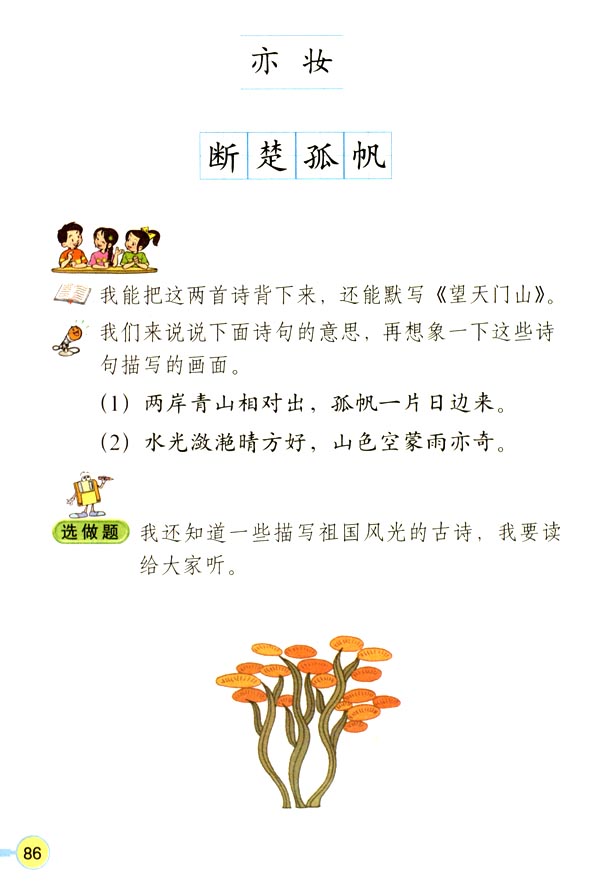 亦 妆
断楚孤帆
我能把这两首诗背下来，还能默写《望天门山》。
我们来说说下面诗句的意思，再想象一下这些诗
句描写的画面。
（1）两岸青山相对出，孤帆一片日边来。
（2）水光潋滟晴方好，山色空蒙雨亦奇。
选做题 我还知道一些描写祖国风光的古诗，我要读
给大家听。
86